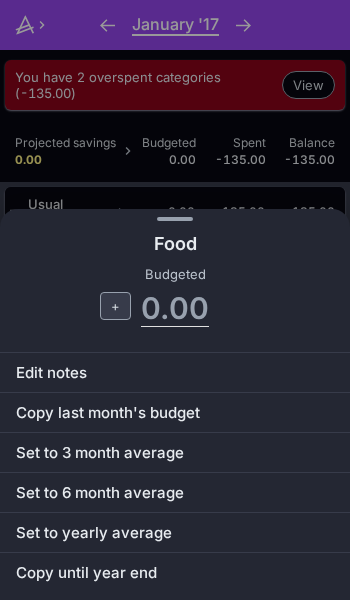 January '17
You have 2 overspent categories
(-135.00)
View
Projected savings
Budgeted
Spent
Balance
0.00
0.00
-135.00
-135.00
Usual
Food
Budgeted
+
0.00
Edit notes
Copy last month's budget
Set to 3 month average
Set to 6 month average
Set to yearly average
Copy until year end